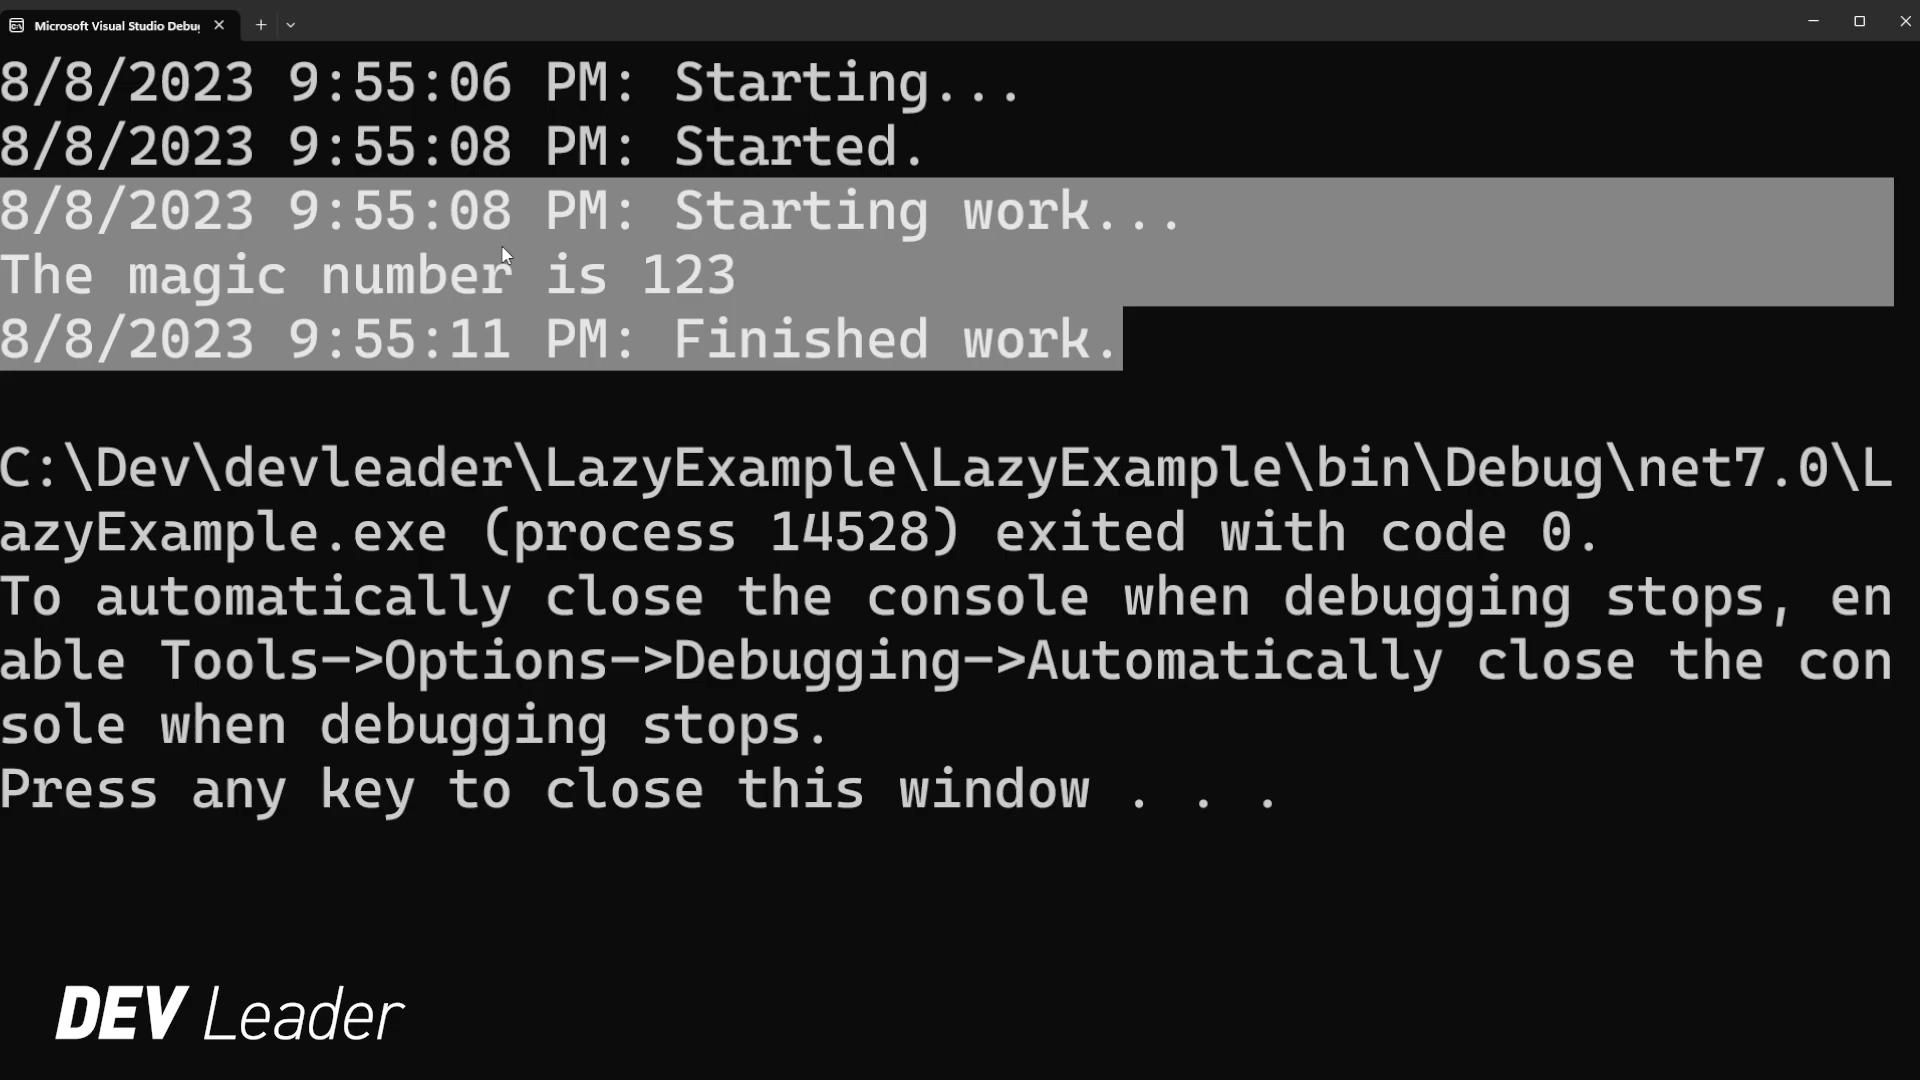 Microsoft Visual Studio Debu
8/8/2023 9:55:06 PM: Starting...
8/8/2023 9:55:08 PM: Started.
8/8/2023 9:55:08 PM: Starting work...
The magic number is 123
8/8/2023 9:55:11 PM: Finished work.
C:\Dev\devleader\LazyExample\LazyExample\bin\Debug\net7.0\L
azyExample.exe (process 14528) exited with code 0.
To automatically close the console when debugging stops, en
able Tools->Options->Debugging->Automatically close the con
sole when debugging stops.
Press any key to close this window . . .
DEV Leader